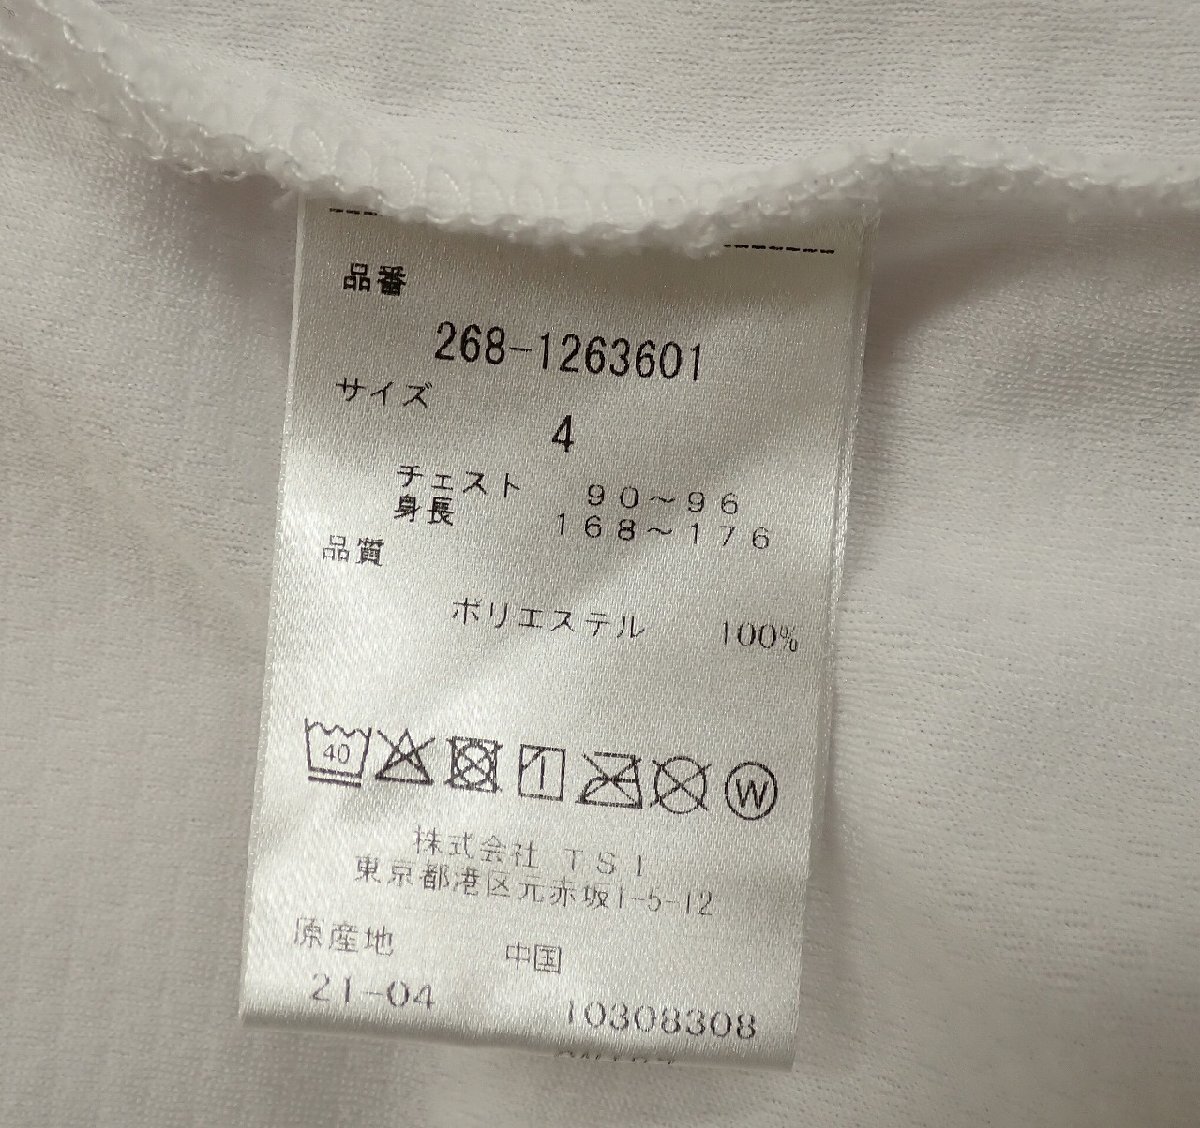 品番
268-1263601
サイズ
4
チェスト 90～96
身長 168～176
品質
ポリエステル 100%
40
W
株式会社 TSI
東京都港区元赤坂1-5-12
原産地 中国
21-04 10308308